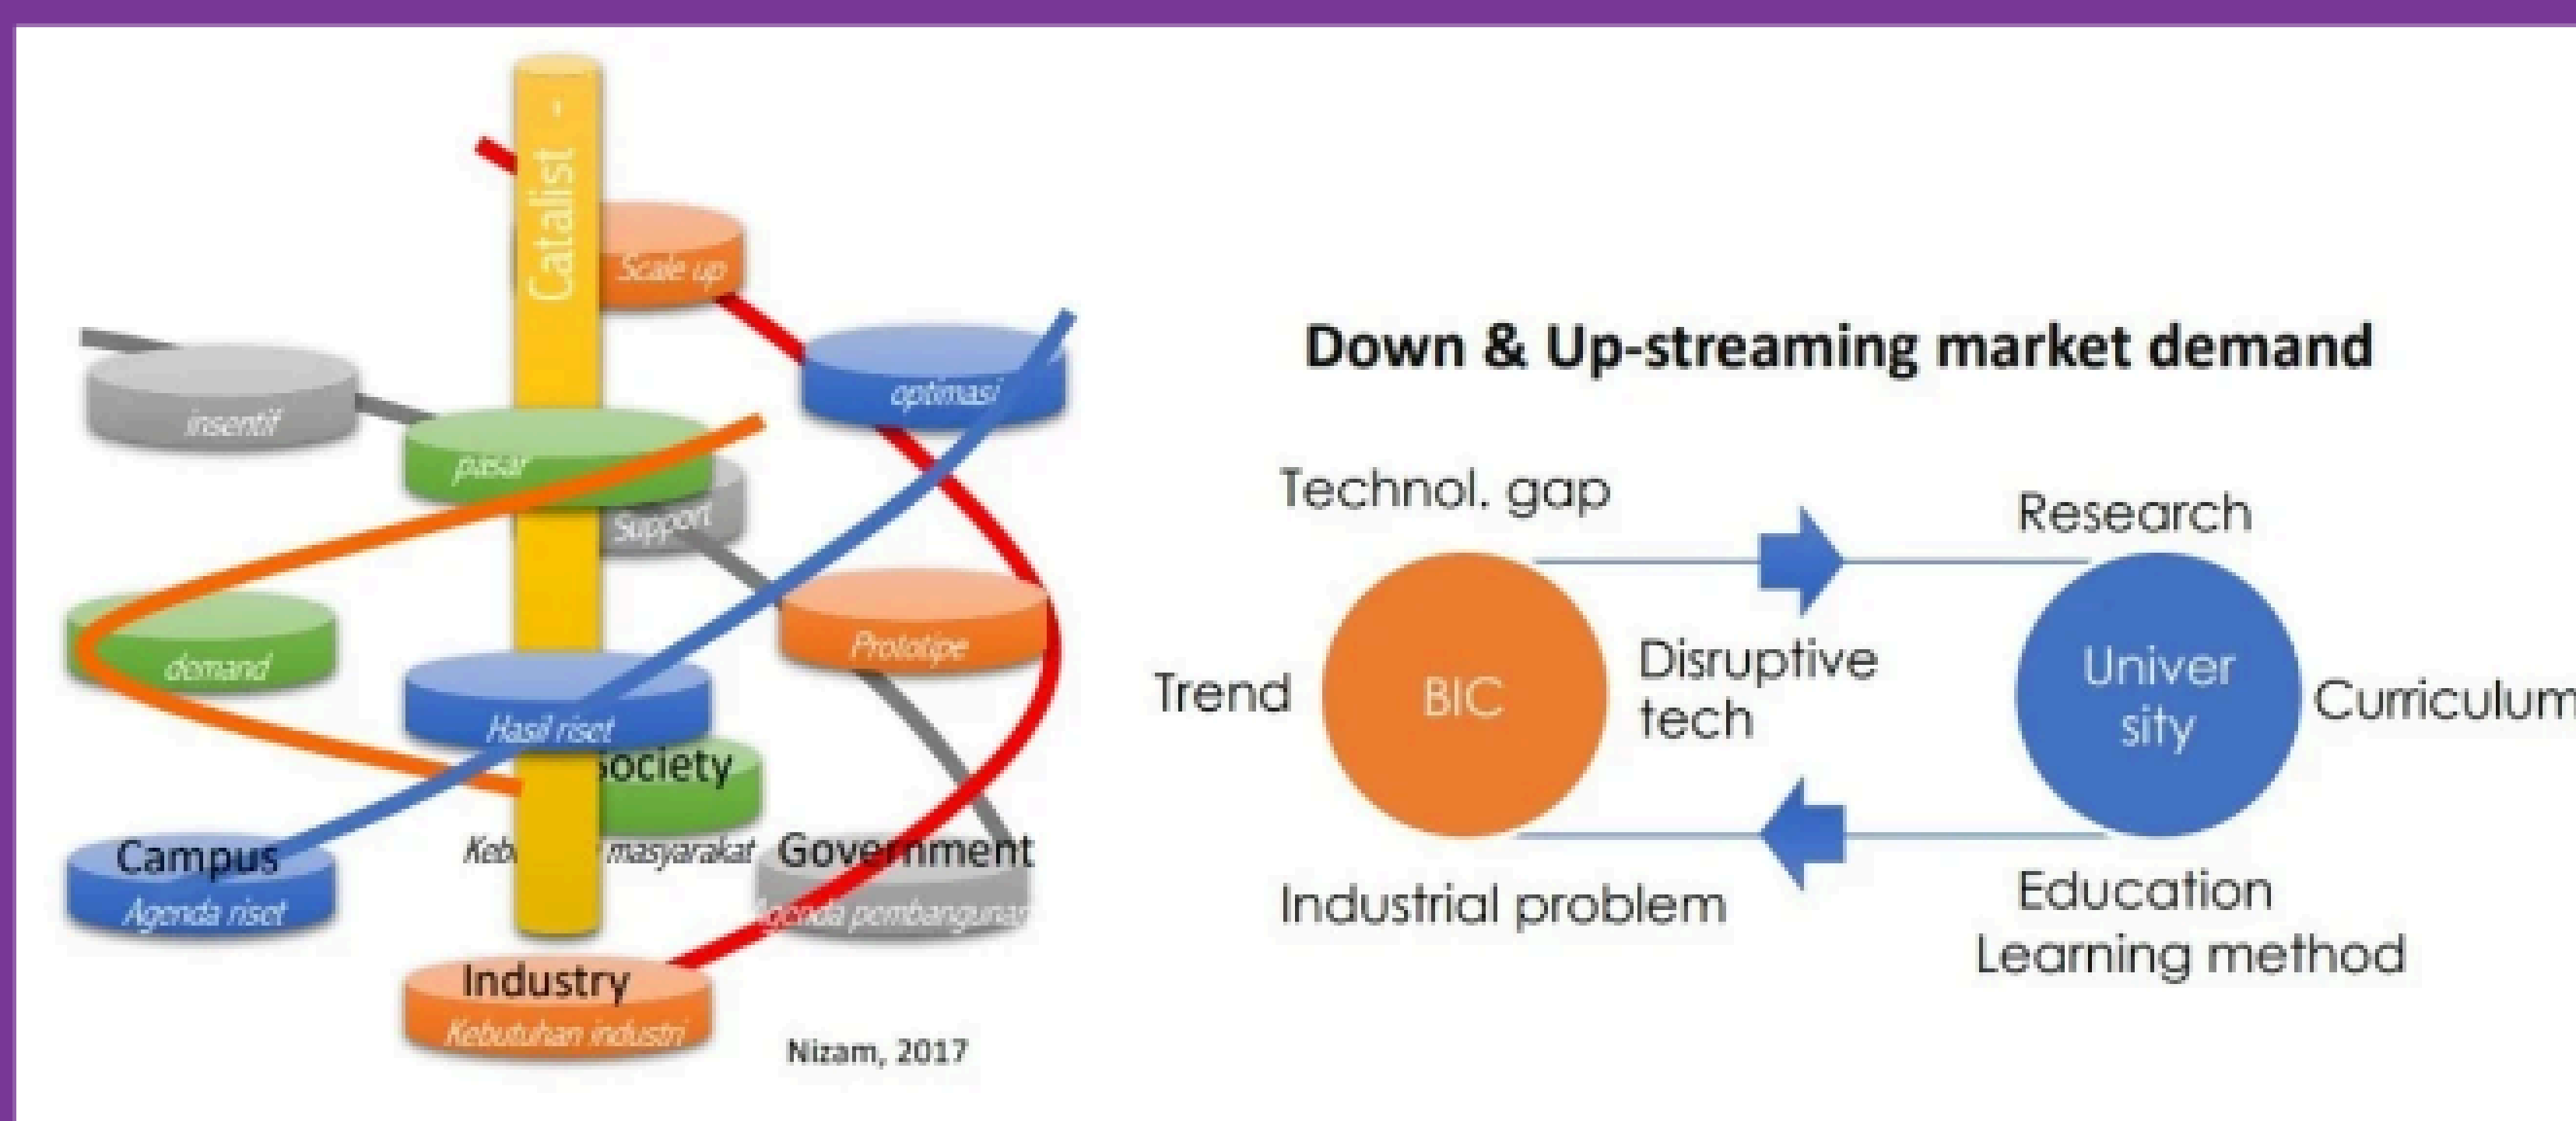 Catalist -
Scale up
optimasi
insentif
pasar
Support
Prototipe
demand
Hasil riset
Society
masyarakat
Campus
Agenda riset
Government
Agenda pembangunan
Industry
Kebutuhan industri
Nizam, 2017
Down & Up-streaming market demand
Technol. gap
Research
Trend
BIC
Disruptive
tech
Univer
sity
Curriculum
Industrial problem
Education
Learning method